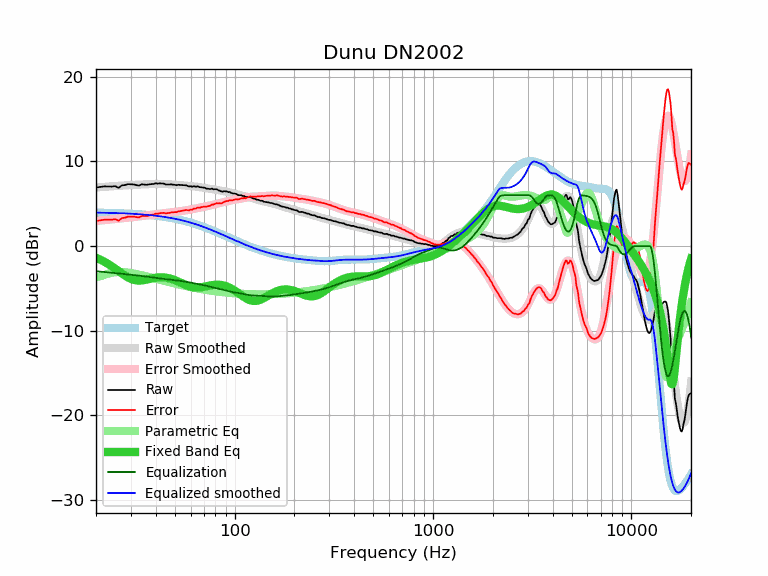 Dunu DN2002
20
10
0
−10
−20
−30
Amplitude (dBr)
Target
Raw Smoothed
Error Smoothed
Raw
Error
Parametric Eq
Fixed Band Eq
Equalization
Equalized smoothed
100
1000
10000
Frequency (Hz)